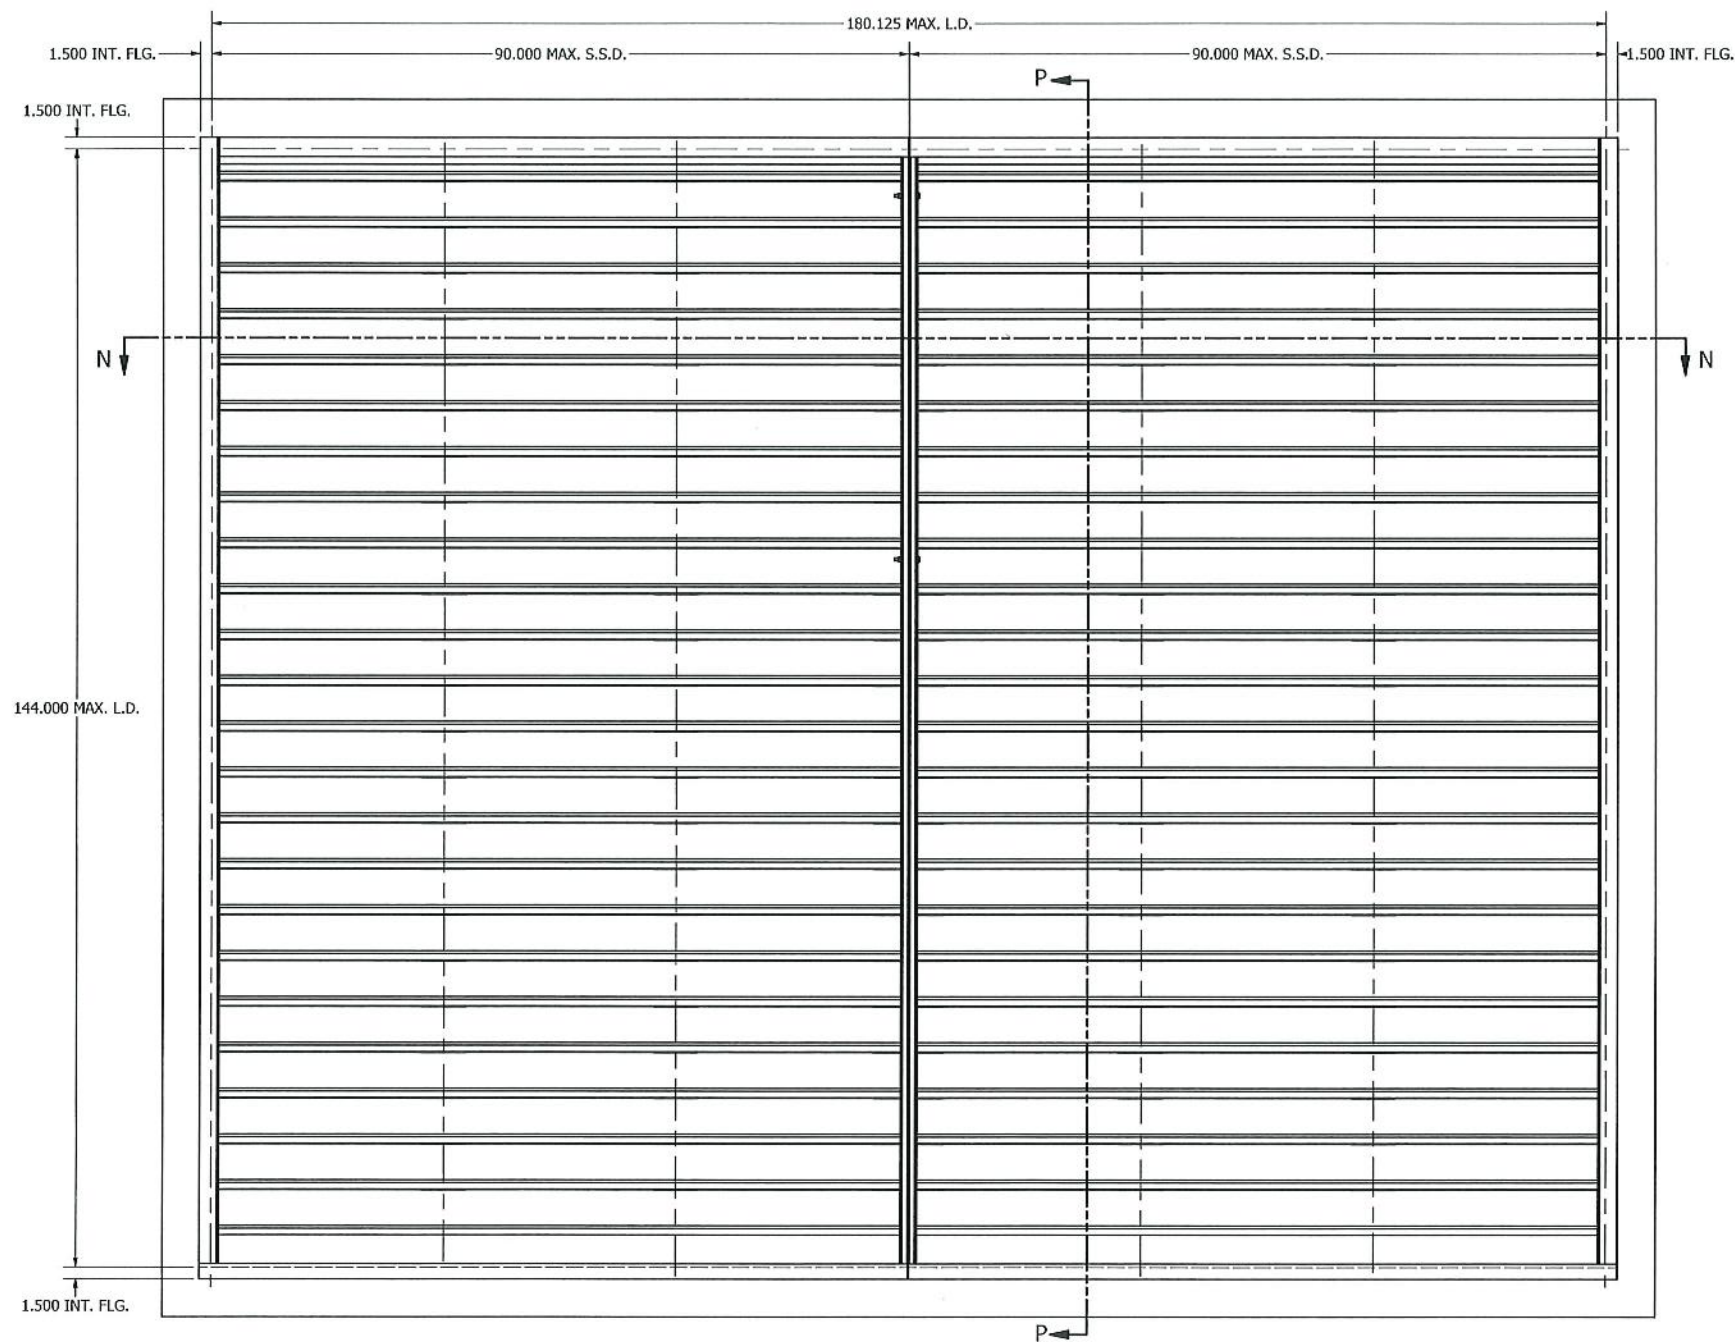 180.125 MAX. L.D.
1.500 INT. FLG.
90.000 MAX. S.S.D.
90.000 MAX. S.S.D.
1.500 INT. FLG.
P
1.500 INT. FLG.
N
N
144.000 MAX. L.D.
1.500 INT. FLG.
P